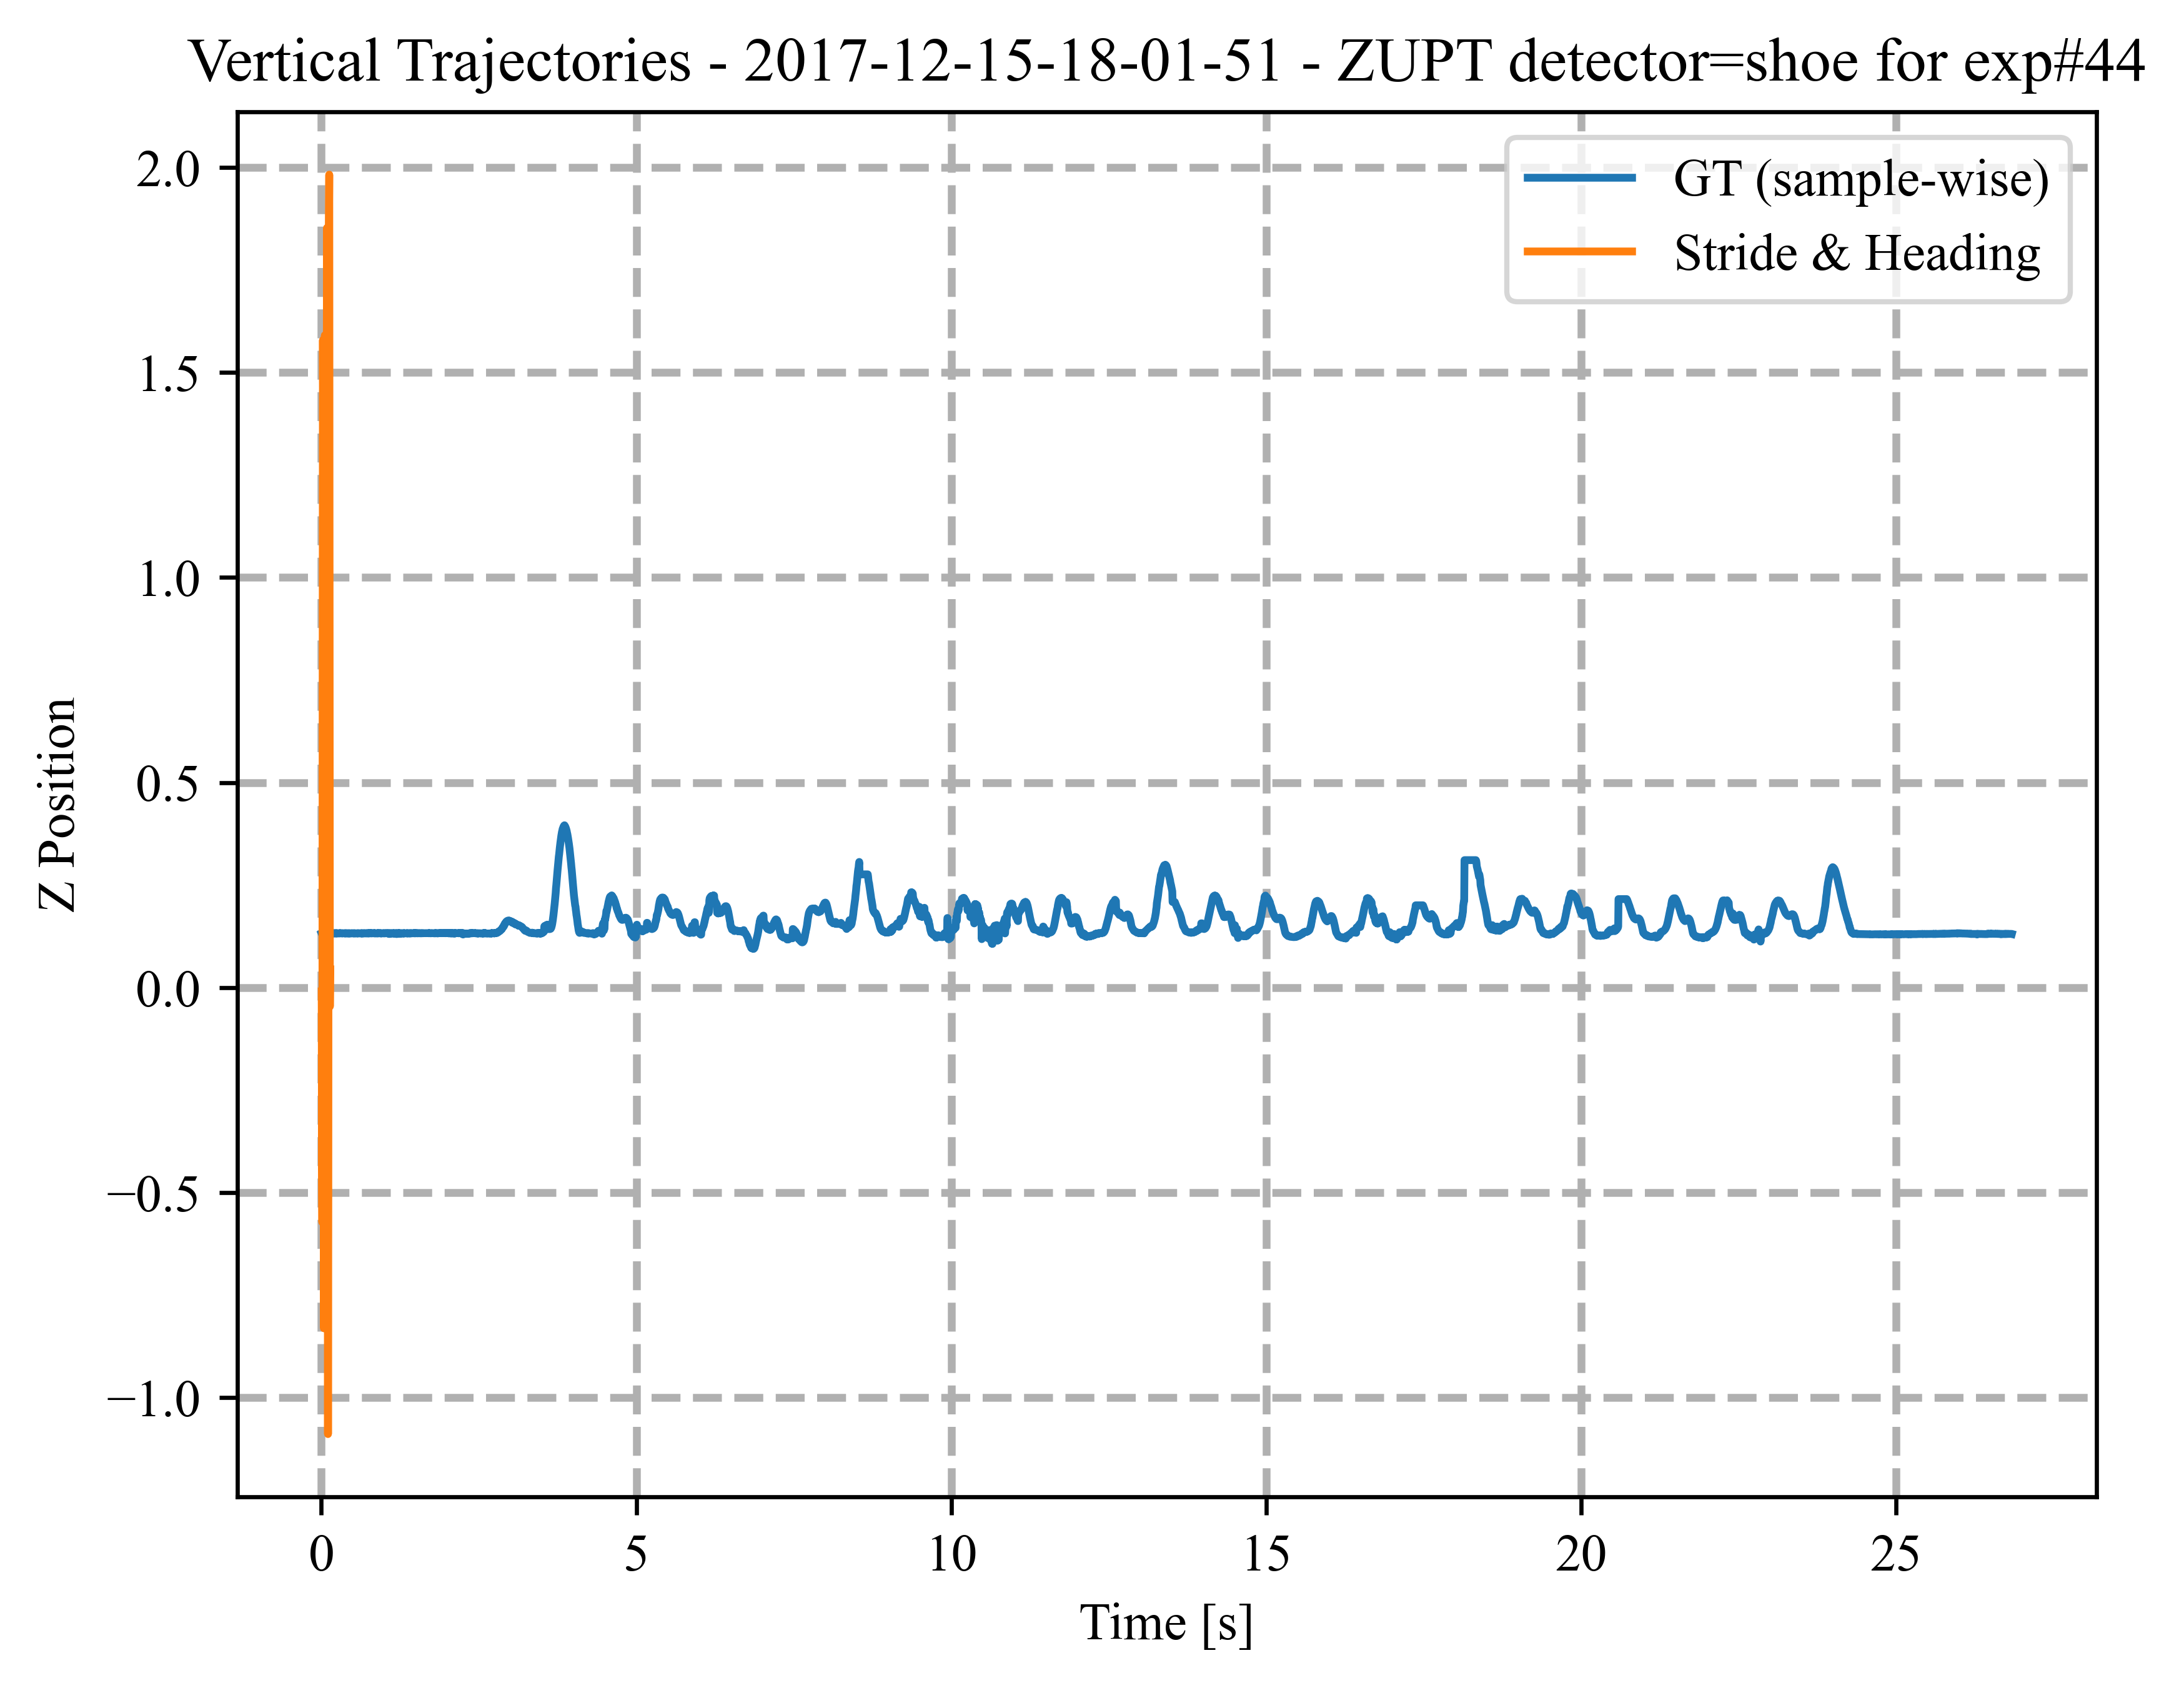 Vertical Trajectories - 2017-12-15-18-01-51 - ZUPT detector=shoe for exp#44
GT (sample-wise)
Stride & Heading
2.0
1.5
1.0
0.5
0.0
−0.5
−1.0
Z Position
0 5 10 15 20 25
Time [s]